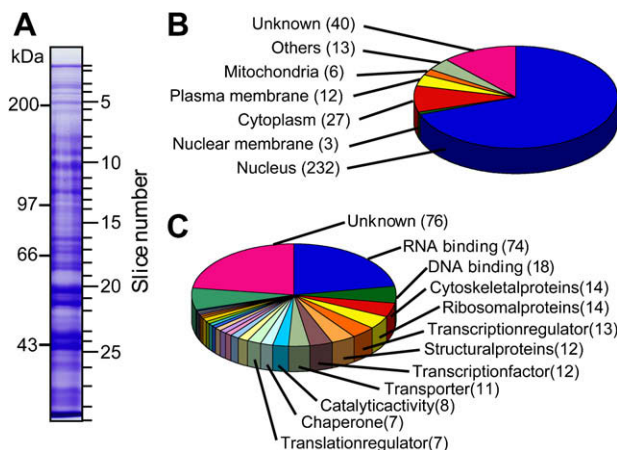 A
kDa
200
97
66
43
5
10
15
20
25
Slice number
B
Unknown (40)
Others (13)
Mitochondria (6)
Plasma membrane (12)
Cytoplasm (27)
Nuclear membrane (3)
Nucleus (232)
C
Unknown (76)
RNA binding (74)
DNA binding (18)
Cytoskeletalproteins (14)
Ribosomalproteins (14)
Transcriptionregulator(13)
Structuralproteins (12)
Transcriptionfactor(12)
Transporter(11)
Catalyticactivity(8)
Chaperone(7)
Translationregulator(7)